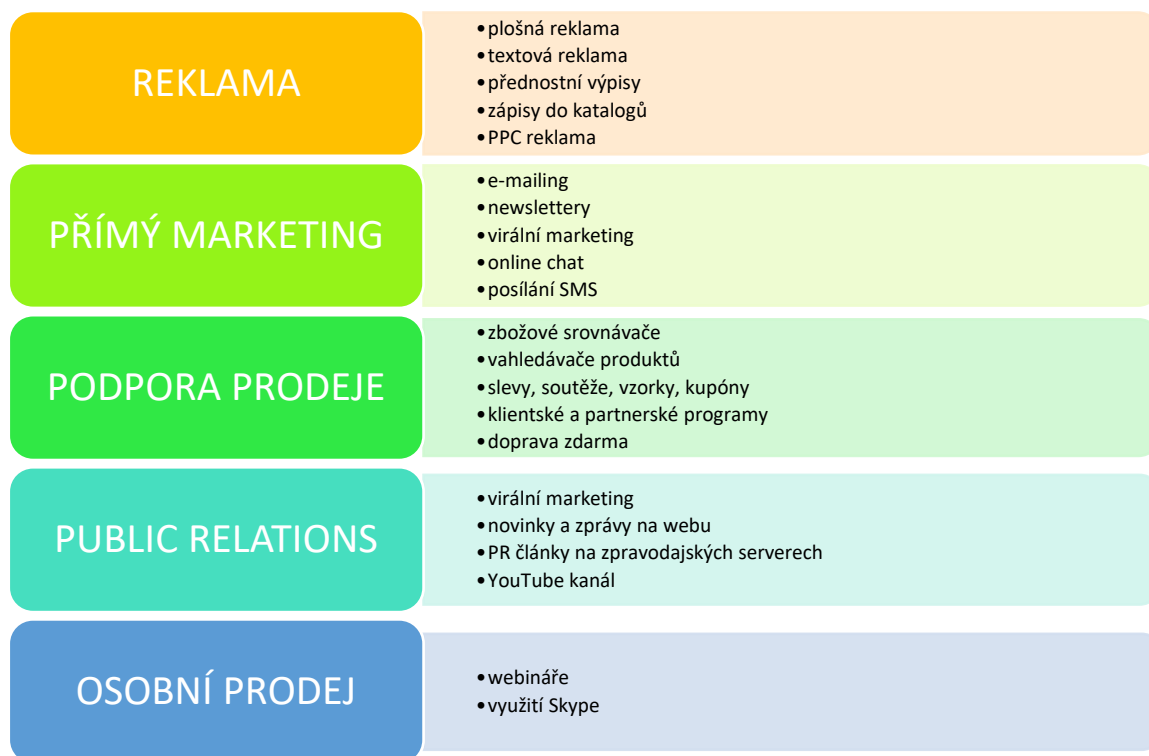 REKLAMA
•plošná reklama
•textová reklama
•přednostní výpisy
•zápisy do katalogů
•PPC reklama
PŘÍMÝ MARKETING
•e-mailing
•newslettery
•virální marketing
•online chat
•posílání SMS
PODPORA PRODEJE
•zbožové srovnávače
•vahledávače produktů
•slevy, soutěže, vzorky, kupóny
•klientské a partnerské programy
•doprava zdarma
PUBLIC RELATIONS
•virální marketing
•novinky a zprávy na webu
•PR články na zpravodajských serverech
•YouTube kanál
OSOBNÍ PRODEJ
•webináře
•využití Skype